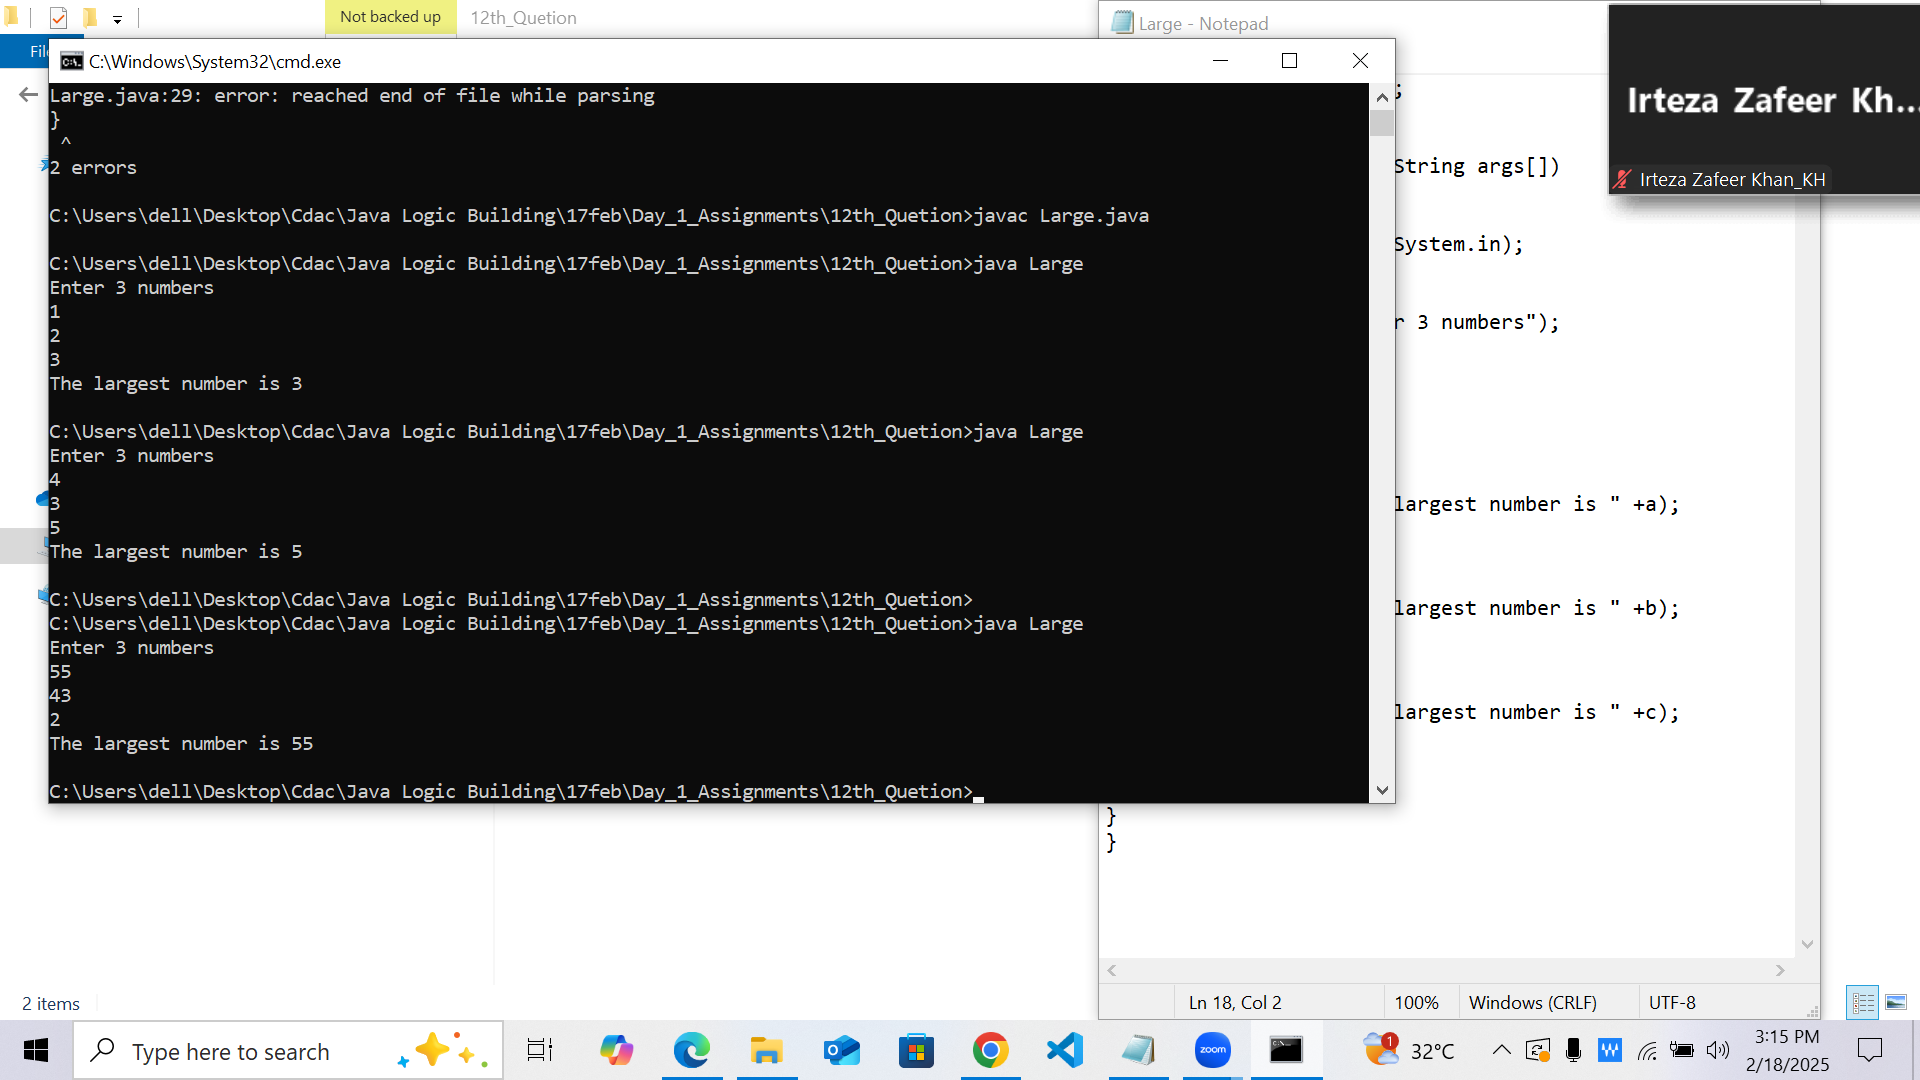 Not backed up
12th_Quetion
Large - Notepad
C:\Windows\System32\cmd.exe
Large.java:29: error: reached end of file while parsing
}
^
2 errors
C:\Users\dell\Desktop\Cdac\Java Logic Building\17feb\Day_1_Assignments\12th_Quetion>javac Large.java
C:\Users\dell\Desktop\Cdac\Java Logic Building\17feb\Day_1_Assignments\12th_Quetion>java Large
Enter 3 numbers
1
2
3
The largest number is 3
C:\Users\dell\Desktop\Cdac\Java Logic Building\17feb\Day_1_Assignments\12th_Quetion>java Large
Enter 3 numbers
4
3
5
The largest number is 5
C:\Users\dell\Desktop\Cdac\Java Logic Building\17feb\Day_1_Assignments\12th_Quetion>
C:\Users\dell\Desktop\Cdac\Java Logic Building\17feb\Day_1_Assignments\12th_Quetion>java Large
Enter 3 numbers
55
43
2
The largest number is 55
C:\Users\dell\Desktop\Cdac\Java Logic Building\17feb\Day_1_Assignments\12th_Quetion>
;
String args[])
System.in);
r 3 numbers");
largest number is " +a);
largest number is " +b);
largest number is " +c);
}
}
Irteza Zafeer Kh...
Irteza Zafeer Khan_KH
2 items
Ln 18, Col 2
100%
Windows (CRLF)
UTF-8
Type here to search
zoom
1
32°C
3:15 PM
2/18/2025